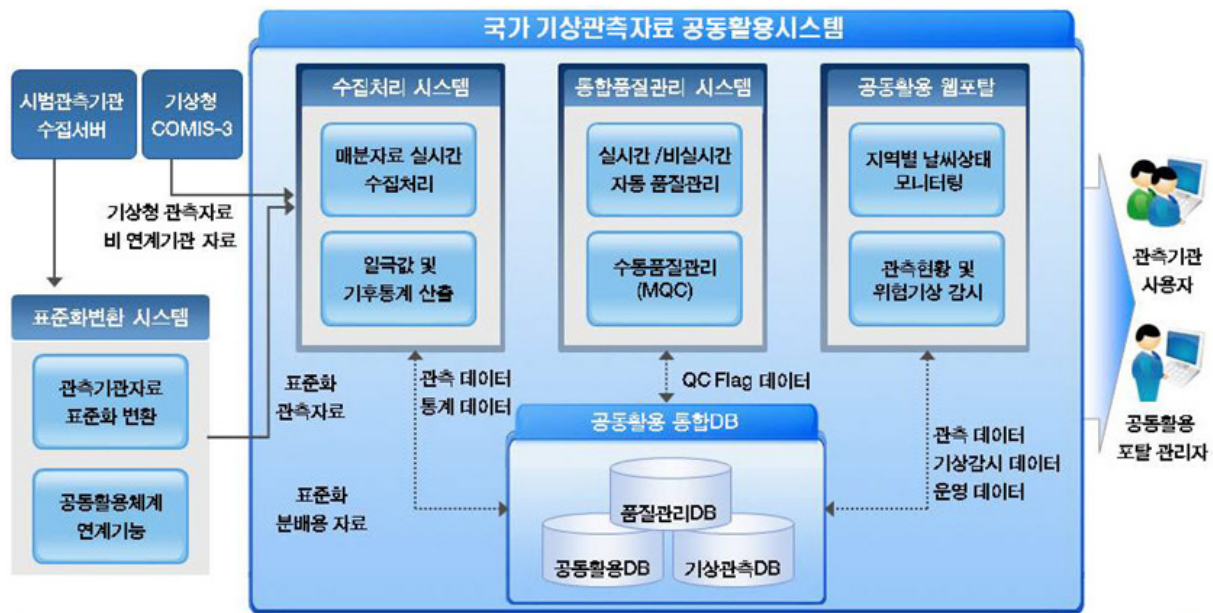 국가 기상관측자료 공동활용시스템
시범관측기관
수집서버
기상청
COMIS-3
기상청 관측자료
비 연계기관 자료
표준화변환 시스템
관측기관자료
표준화 변환
공동활용체계
연계기능
표준화
관측자료
표준화
분배용 자료
수집처리 시스템
매분자료 실시간
수집처리
일극값 및
기후통계 산출
관측 데이터
통계 데이터
통합품질관리 시스템
실시간 /비실시간
자동 품질관리
수동품질관리
(MQC)
QC Flag 데이터
공동활용 통합DB
품질관리DB
공동활용DB
기상관측DB
공동활용 웹포탈
지역별 날씨상태
모니터링
관측현황 및
위험기상 감시
관측 데이터
기상감시 데이터
운영 데이터
관측기관
사용자
공동활용
포탈 관리자